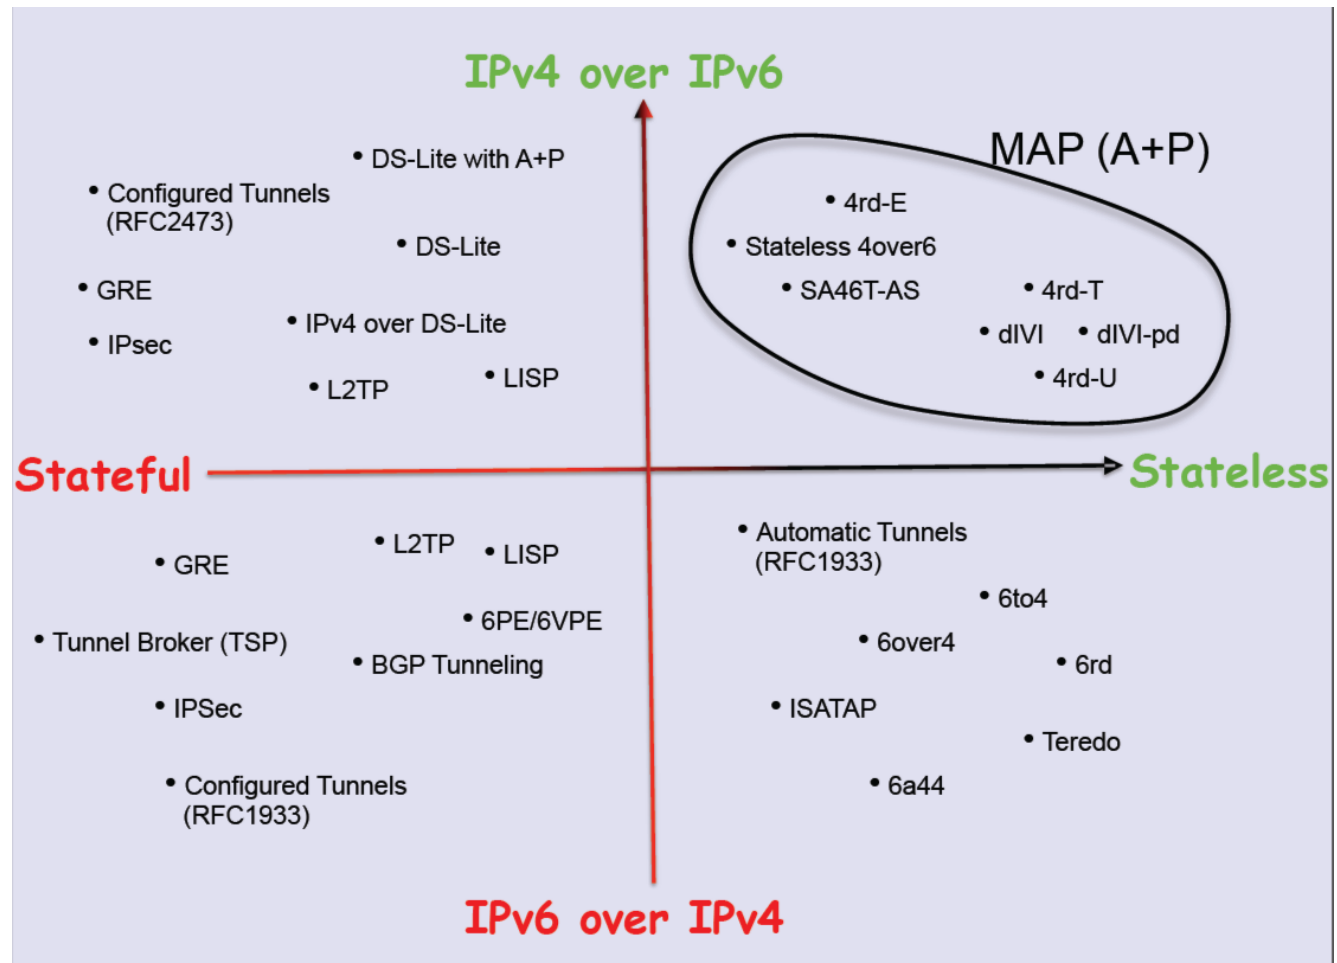 IPv4 over IPv6
MAP (A+P)
• DS-Lite with A+P
• Configured Tunnels
(RFC2473)
• DS-Lite
• GRE
• IPv4 over DS-Lite
• IPsec
• L2TP
• LISP
• 4rd-E
• Stateless 4over6
• SA46T-AS
• 4rd-T
• dIVI
• dIVI-pd
• 4rd-U
Stateful
Stateless
• L2TP
• LISP
• GRE
• 6PE/6VPE
• Tunnel Broker (TSP)
• BGP Tunneling
• IPSec
• Configured Tunnels
(RFC1933)
• Automatic Tunnels
(RFC1933)
• 6to4
• 6over4
• 6rd
• ISATAP
• Teredo
• 6a44
IPv6 over IPv4